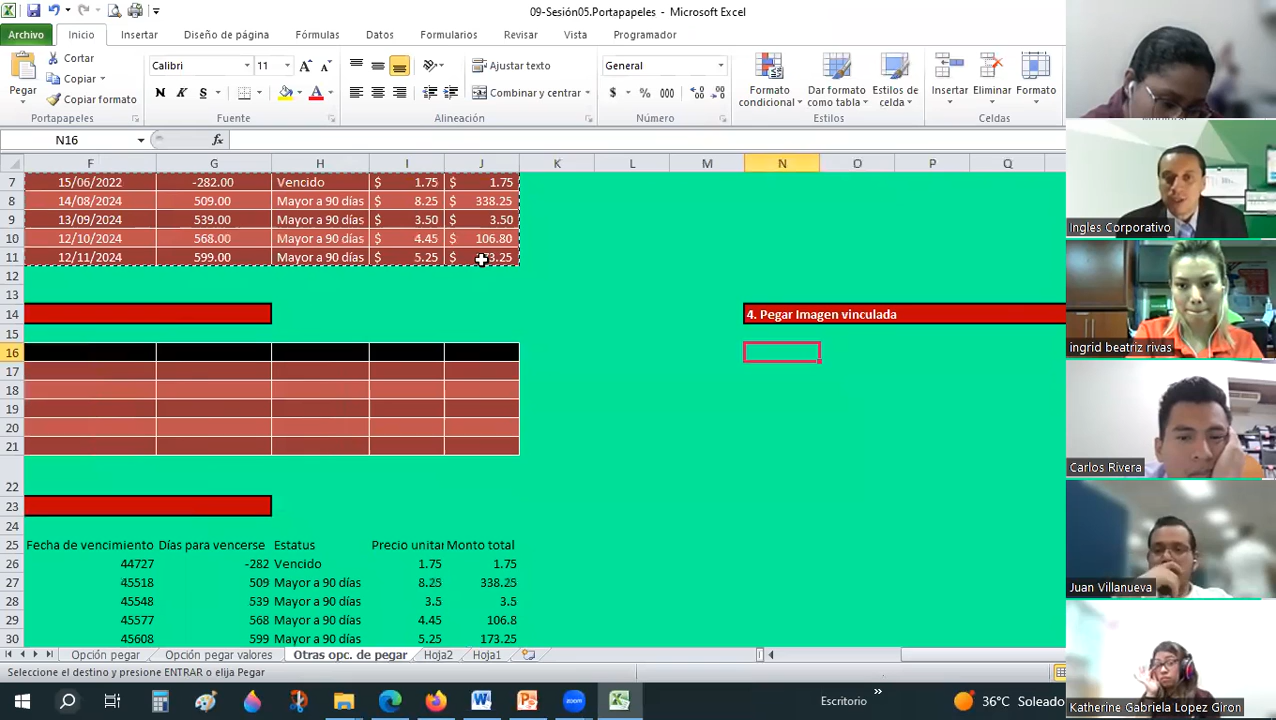 09-Sesión05.Portapapeles - Microsoft Excel
Archivo Inicio Insertar Diseño de página Fórmulas Datos Formularios Revisar Vista Programador
Pegar
Cortar
Copiar
Copiar formato
Portapapeles
Calibri 11
N K S
Fuente
Ajustar texto
Combinar y centrar
Alineación
General
$ % 000
Número
Formato condicional
Dar formato como tabla
Estilos de celda
Estilos
Insertar Eliminar Formato
Celdas
N16 fx
F G H I J K L M N O P Q
7 15/06/2022 -282.00 Vencido $ 1.75 $ 1.75
8 14/08/2024 509.00 Mayor a 90 días $ 8.25 $ 338.25
9 13/09/2024 539.00 Mayor a 90 días $ 3.50 $ 3.50
10 12/10/2024 568.00 Mayor a 90 días $ 4.45 $ 106.80
11 12/11/2024 599.00 Mayor a 90 días $ 5.25 $ 3.25
12
13
14 4. Pegar Imagen vinculada
15
16
17
18
19
20
21
22
23
24
25 Fecha de vencimiento Días para vencerse Estatus Precio unitar Monto total
26 44727 -282 Vencido 1.75 1.75
27 45518 509 Mayor a 90 días 8.25 338.25
28 45548 539 Mayor a 90 días 3.5 3.5
29 45577 568 Mayor a 90 días 4.45 106.8
30 45608 599 Mayor a 90 días 5.25 173.25
Opción pegar Opción pegar valores Otras opc. de pegar Hoja2 Hoja1
Seleccione el destino y presione ENTRAR o elija Pegar
Escritorio » 36°C Soleado
Ingles Corporativo
ingrid beatriz rivas
Carlos Rivera
Juan Villanueva
Katherine Gabriela Lopez Giron